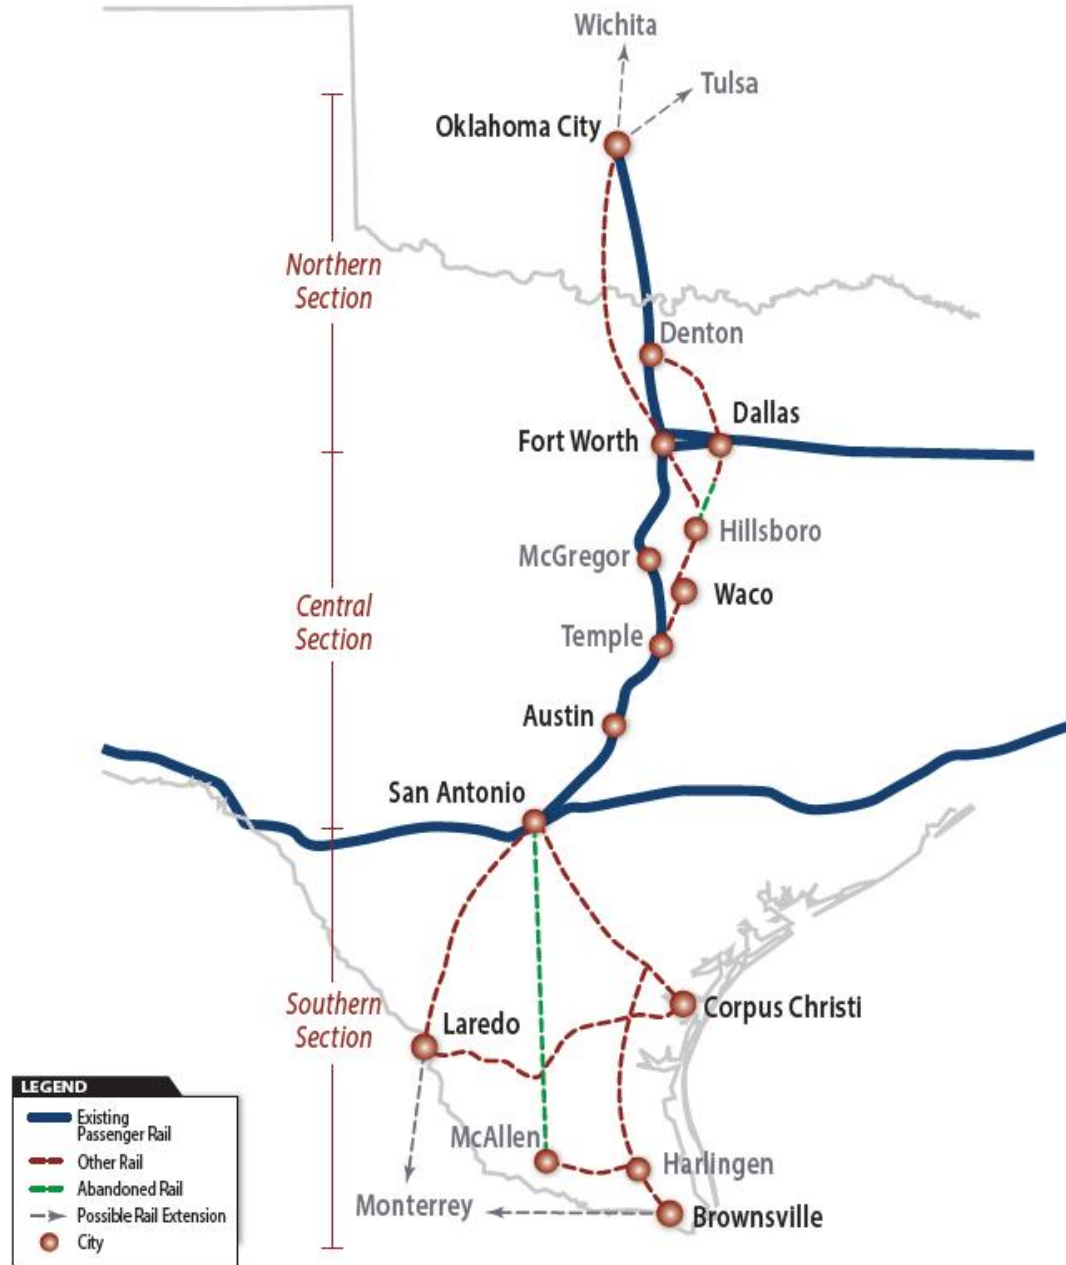 Wichita
Tulsa
Oklahoma City
Northern
Section
Denton
Dallas
Fort Worth
Hillsboro
McGregor
Waco
Central
Section
Temple
Austin
San Antonio
Southern
Section
Corpus Christi
Laredo
McAllen
Harlingen
Monterrey
Brownsville
LEGEND
Existing
Passenger Rail
Other Rail
Abandoned Rail
Possible Rail Extension
City